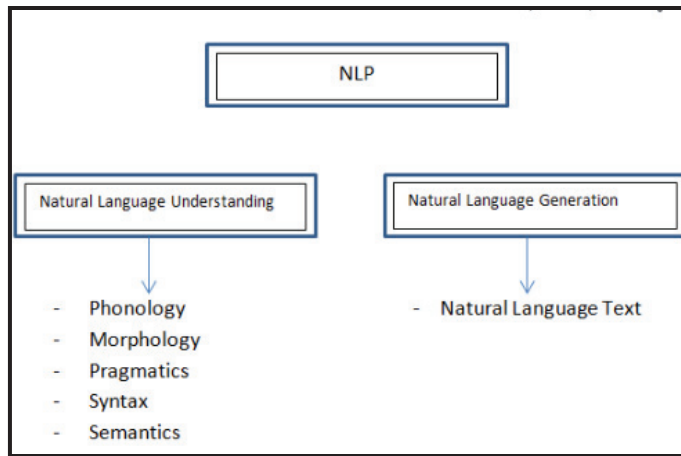 NLP
Natural Language Understanding
Natural Language Generation
- Phonology
- Morphology
- Pragmatics
- Syntax
- Semantics
- Natural Language Text